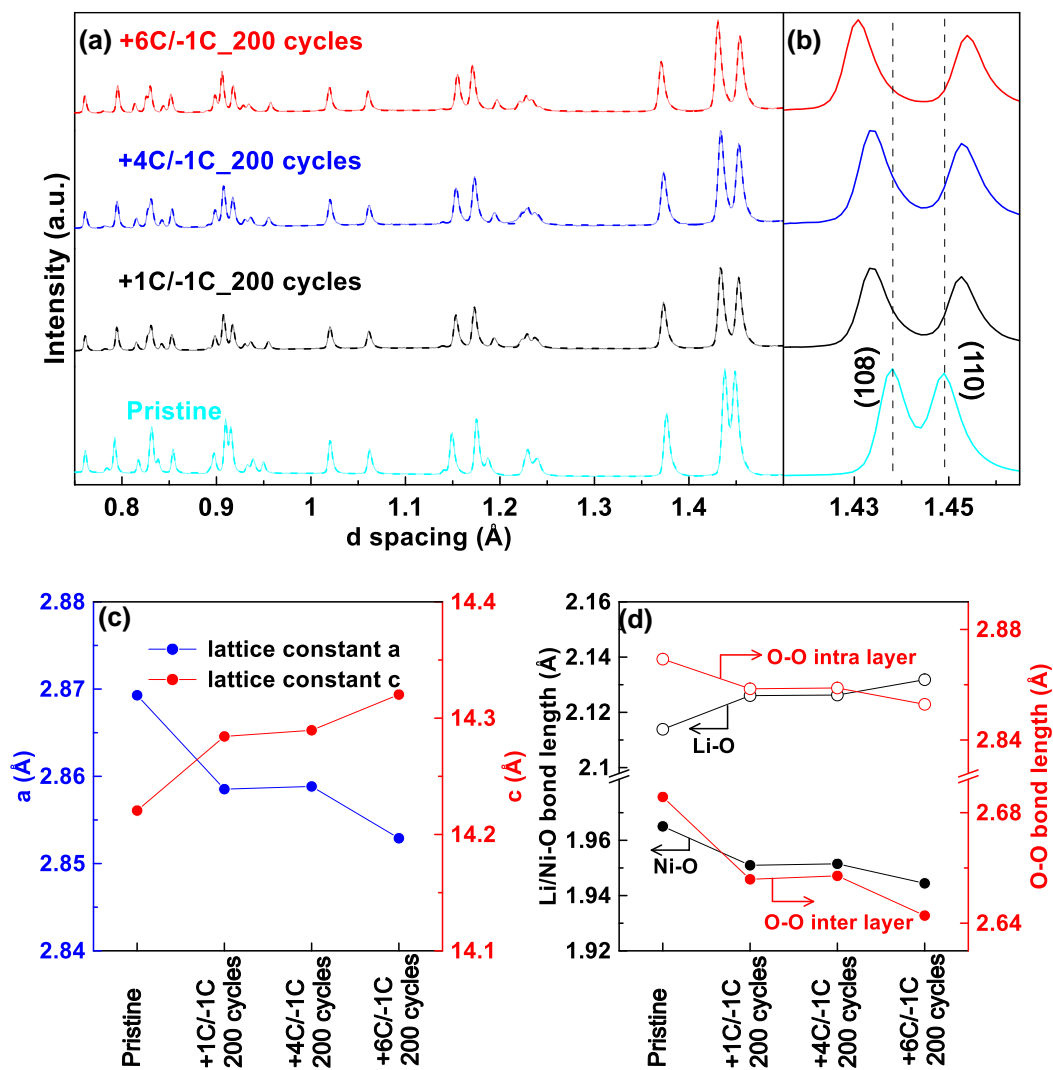 (a)
+6C/-1C_200 cycles
+4C/-1C_200 cycles
+1C/-1C_200 cycles
Pristine
Intensity (a.u.)
0.8 0.9 1 1.1 1.2 1.3 1.4
d spacing (Å)
(b)
(108)
(110)
1.43 1.45
(c)
lattice constant a
lattice constant c
2.88
2.87
2.86
2.85
2.84
a (Å)
14.4
14.3
14.2
14.1
c (Å)
Pristine
+1C/-1C
200 cycles
+4C/-1C
200 cycles
+6C/-1C
200 cycles
(d)
O-O intra layer
Li-O
Ni-O
O-O inter layer
2.16
2.14
2.12
2.1
1.96
1.94
1.92
Li/Ni-O bond length (Å)
2.88
2.84
2.68
2.64
O-O bond length (Å)
Pristine
+1C/-1C
200 cycles
+4C/-1C
200 cycles
+6C/-1C
200 cycles